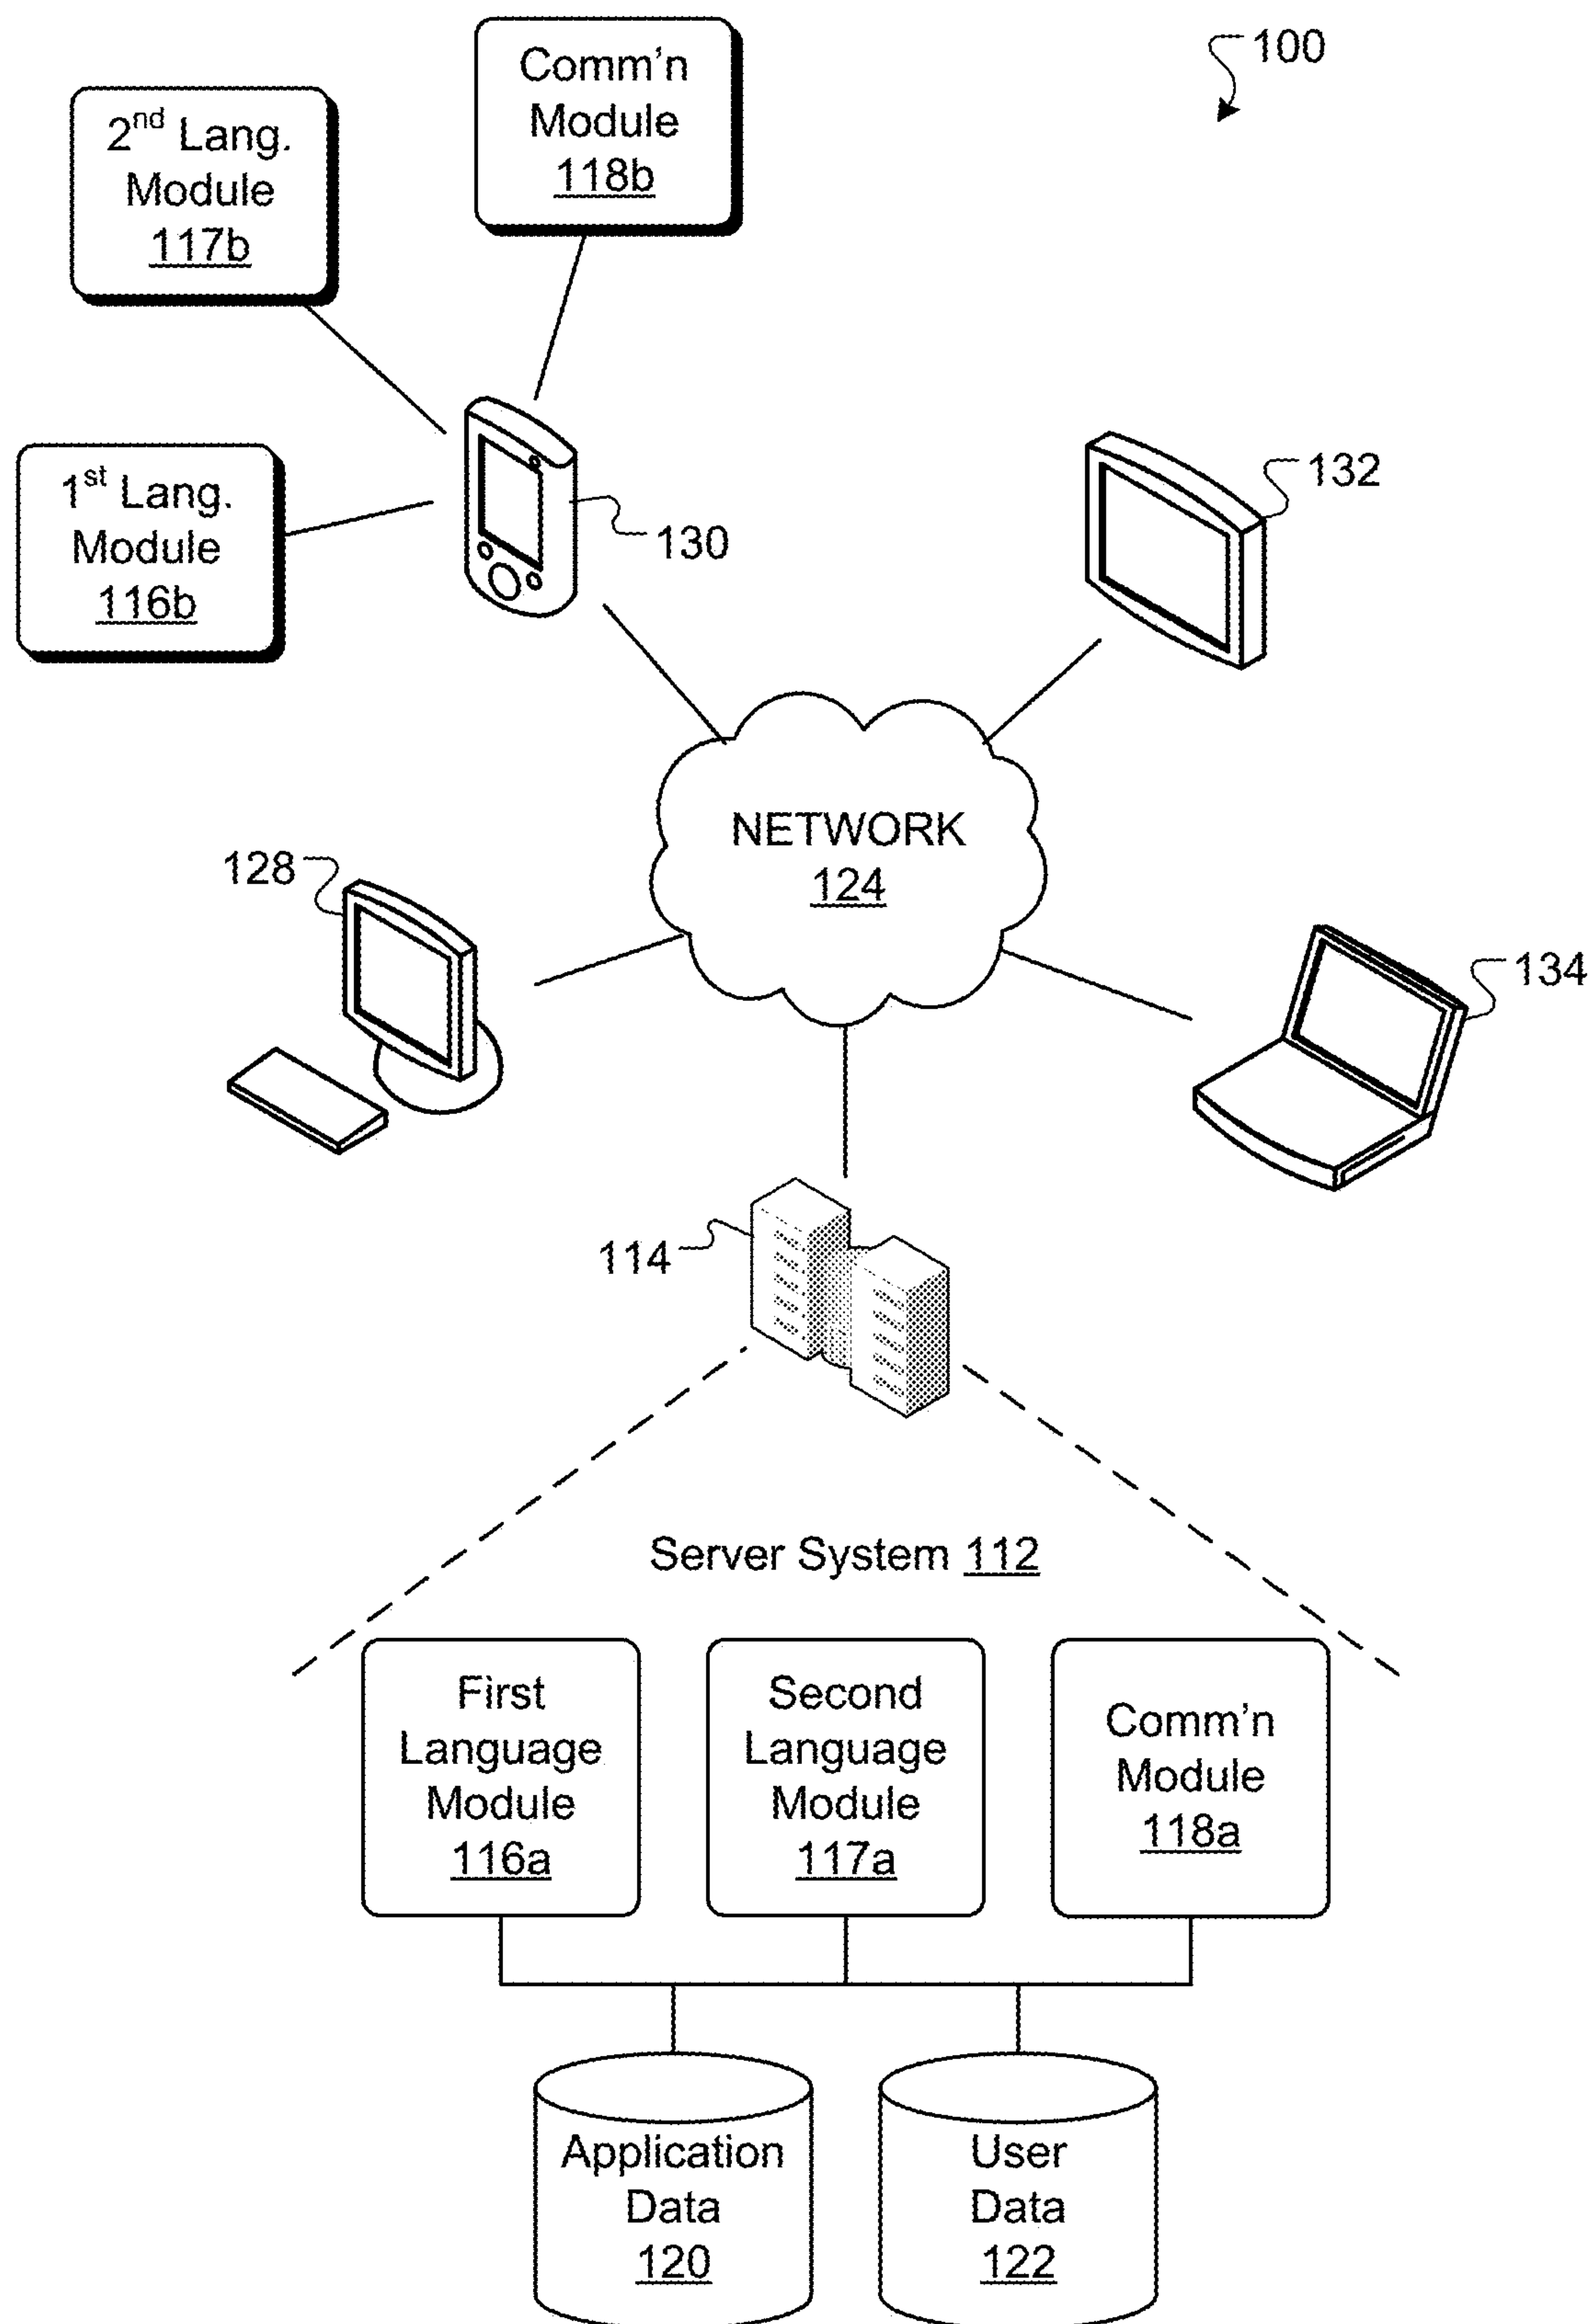 100
Comm'n
Module
118b
2nd Lang.
Module
117b
1st Lang.
Module
116b
130
132
NETWORK
124
128
134
114
Server System 112
First
Language
Module
116a
Second
Language
Module
117a
Comm'n
Module
118a
Application
Data
120
User
Data
122